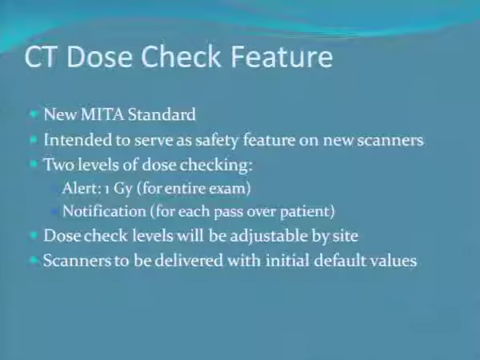 CT Dose Check Feature
New MITA Standard
Intended to serve as safety feature on new scanners
Two levels of dose checking:
Alert: 1 Gy (for entire exam)
Notification (for each pass over patient)
Dose check levels will be adjustable by site
Scanners to be delivered with initial default values